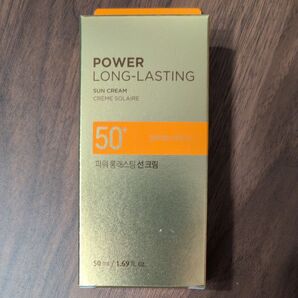 POWER
LONG-LASTING
SUN CREAM
CRÈME SOLAIRE
50+
파워 롱래스팅 선 크림
50 ml / 1.69 fl. oz.